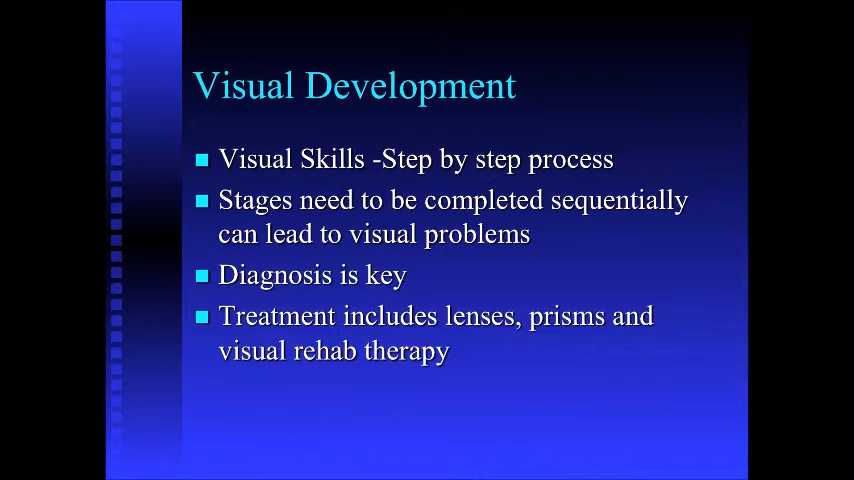 Visual Development
Visual Skills -Step by step process
Stages need to be completed sequentially
can lead to visual problems
Diagnosis is key
Treatment includes lenses, prisms and
visual rehab therapy